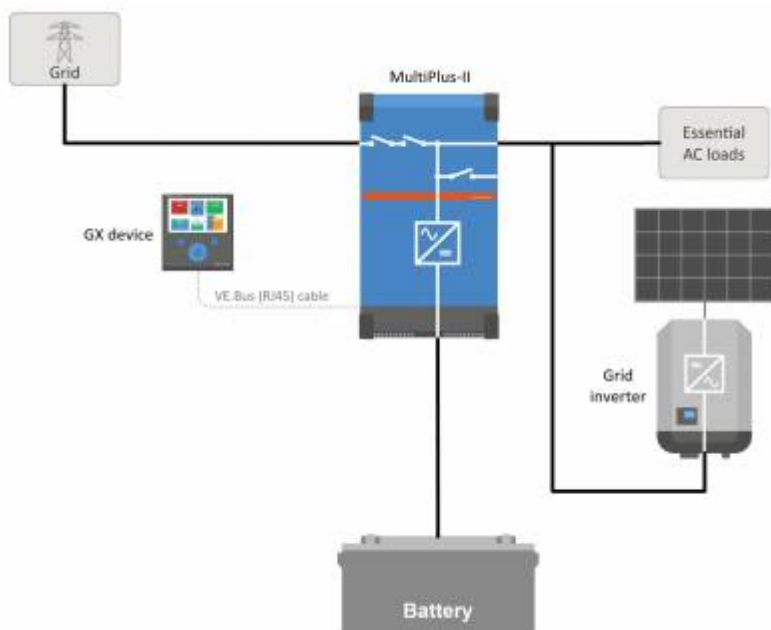 Grid
MultiPlus-II
Essential
AC loads
GX device
VE.Bus (RJ45) cable
Grid
inverter
Battery